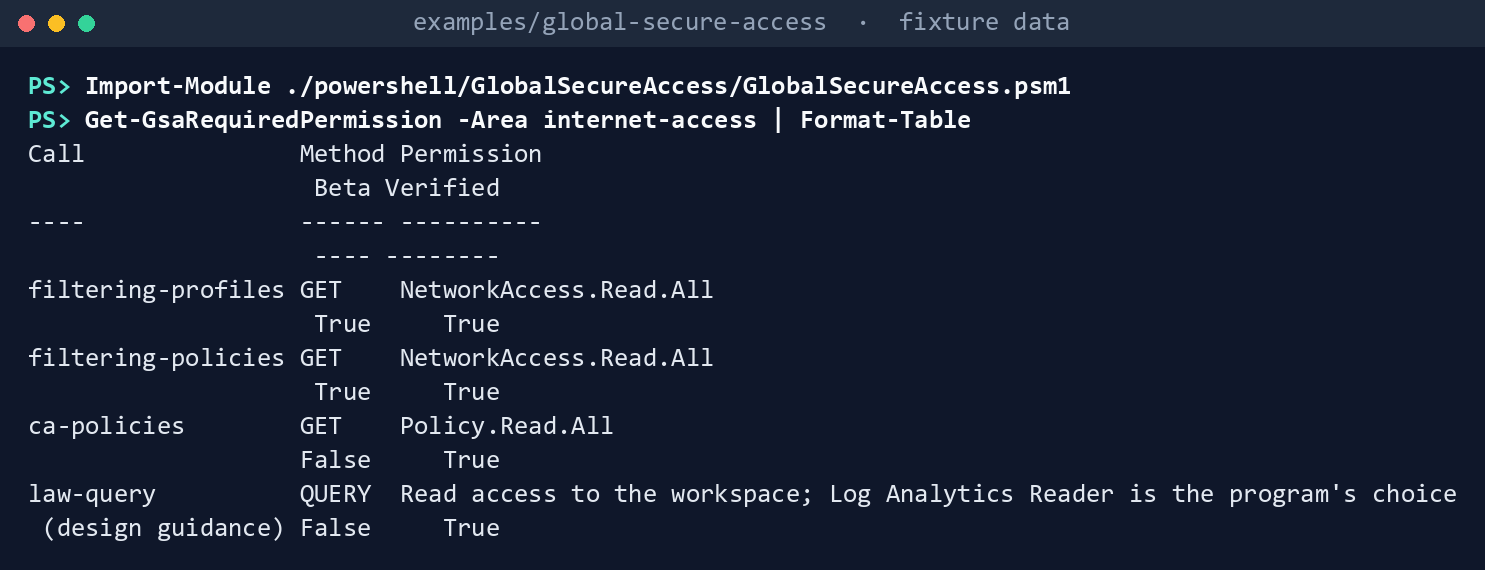 examples/global-secure-access · fixture data
PS> Import-Module ./powershell/GlobalSecureAccess/GlobalSecureAccess.psm1
PS> Get-GsaRequiredPermission -Area internet-access | Format-Table
Call               Method Permission
                    Beta Verified
----               ------ ----------
                    ---- --------
filtering-profiles GET    NetworkAccess.Read.All
                    True     True
filtering-policies GET    NetworkAccess.Read.All
                    True     True
ca-policies        GET    Policy.Read.All
                   False     True
law-query          QUERY  Read access to the workspace; Log Analytics Reader is the program's choice
 (design guidance) False     True